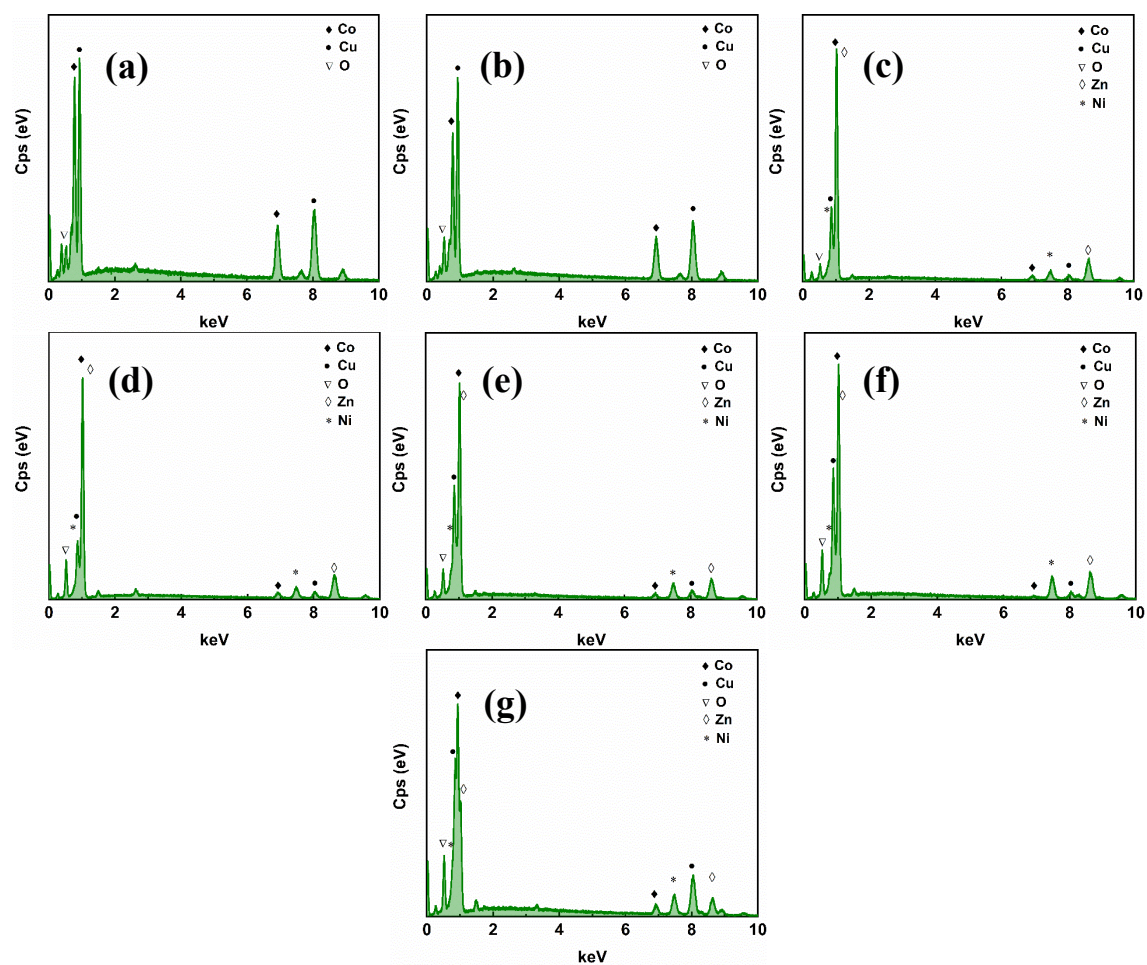 (a)
♦ Co
● Cu
▽ O
Cps (eV)
0 2 4 6 8 10
keV
(b)
♦ Co
● Cu
▽ O
Cps (eV)
0 2 4 6 8 10
keV
(c)
♦ Co
● Cu
▽ O
◊ Zn
* Ni
Cps (eV)
0 2 4 6 8 10
keV
(d)
♦ Co
● Cu
▽ O
◊ Zn
* Ni
Cps (eV)
0 2 4 6 8 10
keV
(e)
♦ Co
● Cu
▽ O
◊ Zn
* Ni
Cps (eV)
0 2 4 6 8 10
keV
(f)
♦ Co
● Cu
▽ O
◊ Zn
* Ni
Cps (eV)
0 2 4 6 8 10
keV
(g)
♦ Co
● Cu
▽ O
◊ Zn
* Ni
Cps (eV)
0 2 4 6 8 10
keV